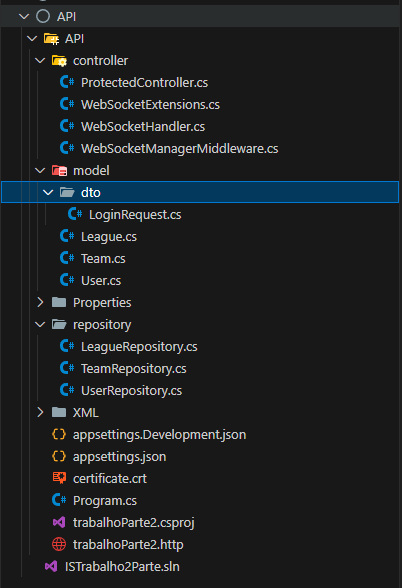 API
API
controller
C# ProtectedController.cs
C# WebSocketExtensions.cs
C# WebSocketHandler.cs
C# WebSocketManagerMiddleware.cs
model
dto
C# LoginRequest.cs
C# League.cs
C# Team.cs
C# User.cs
Properties
repository
C# LeagueRepository.cs
C# TeamRepository.cs
C# UserRepository.cs
XML
{} appsettings.Development.json
{} appsettings.json
certificate.crt
C# Program.cs
trabalhoParte2.csproj
trabalhoParte2.http
ISTrabalho2Parte.sln